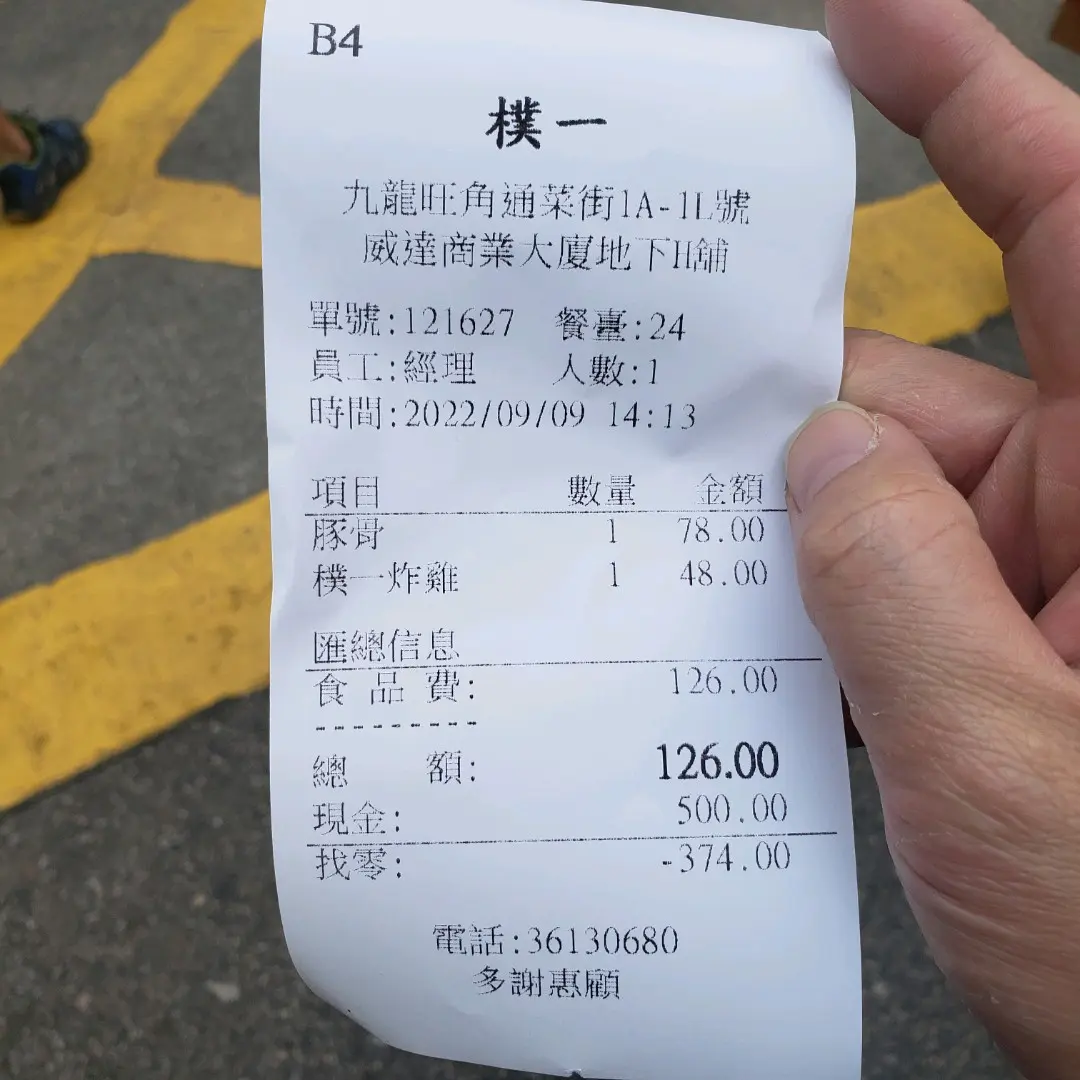 B4
樸一
九龍旺角通菜街1A-1L號
威達商業大廈地下H舖
單號:121627 餐臺:24
員工:經理 人數:1
時間:2022/09/09 14:13
項目 數量 金額
豚骨 1 78.00
樸一炸雞 1 48.00
匯總信息
食品費: 126.00
---------
總額: 126.00
現金: 500.00
找零: -374.00
電話:36130680
多謝惠顧